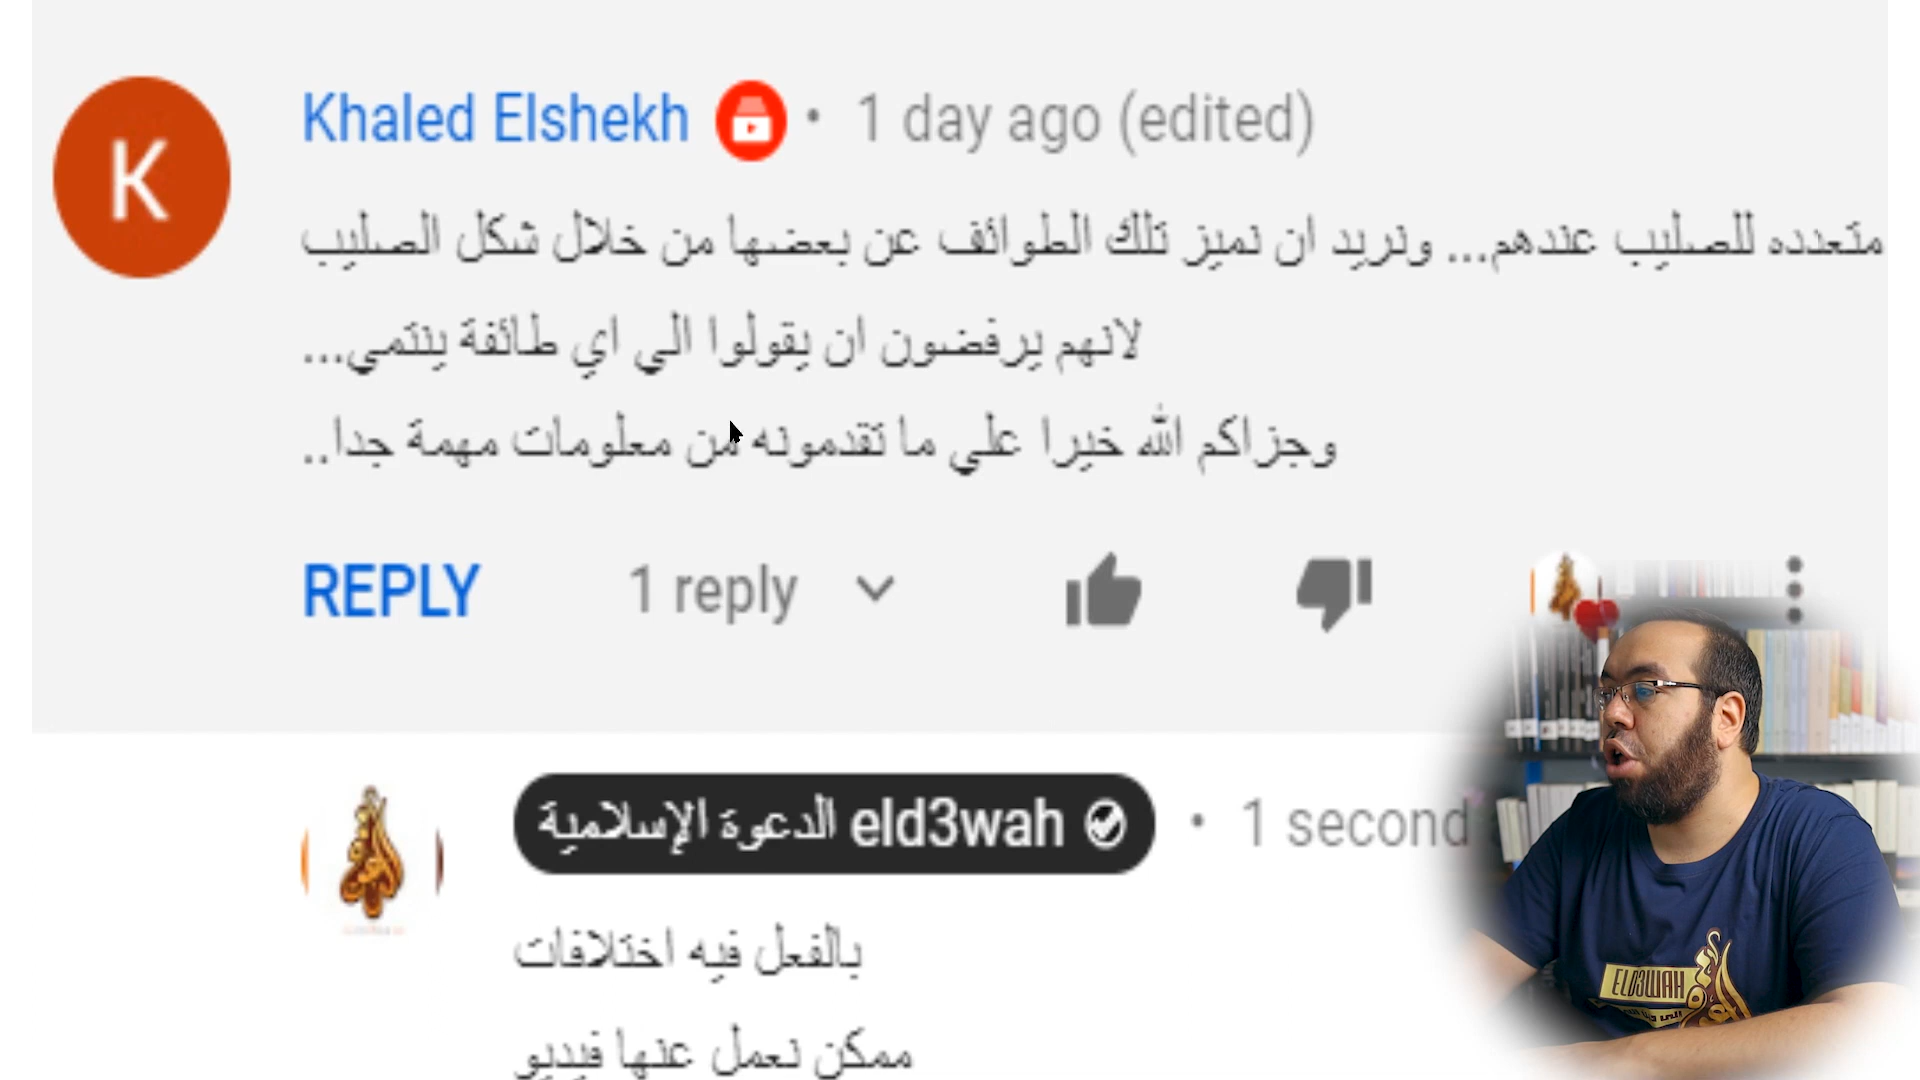 K
Khaled Elshekh • 1 day ago (edited)
متعدده للصليب عندهم... ونريد ان نميز تلك الطوائف عن بعضها من خلال شكل الصليب
لانهم يرفضون ان يقولوا الي اي طائفة ينتمي...
وجزاكم الله خيرا علي ما تقدمونه من معلومات مهمة جدا..
REPLY 1 reply
eld3wah الدعوة الإسلامية • 1 second
بالفعل فيه اختلافات
ممكن نعمل عنها فيديو
ELD3WAH